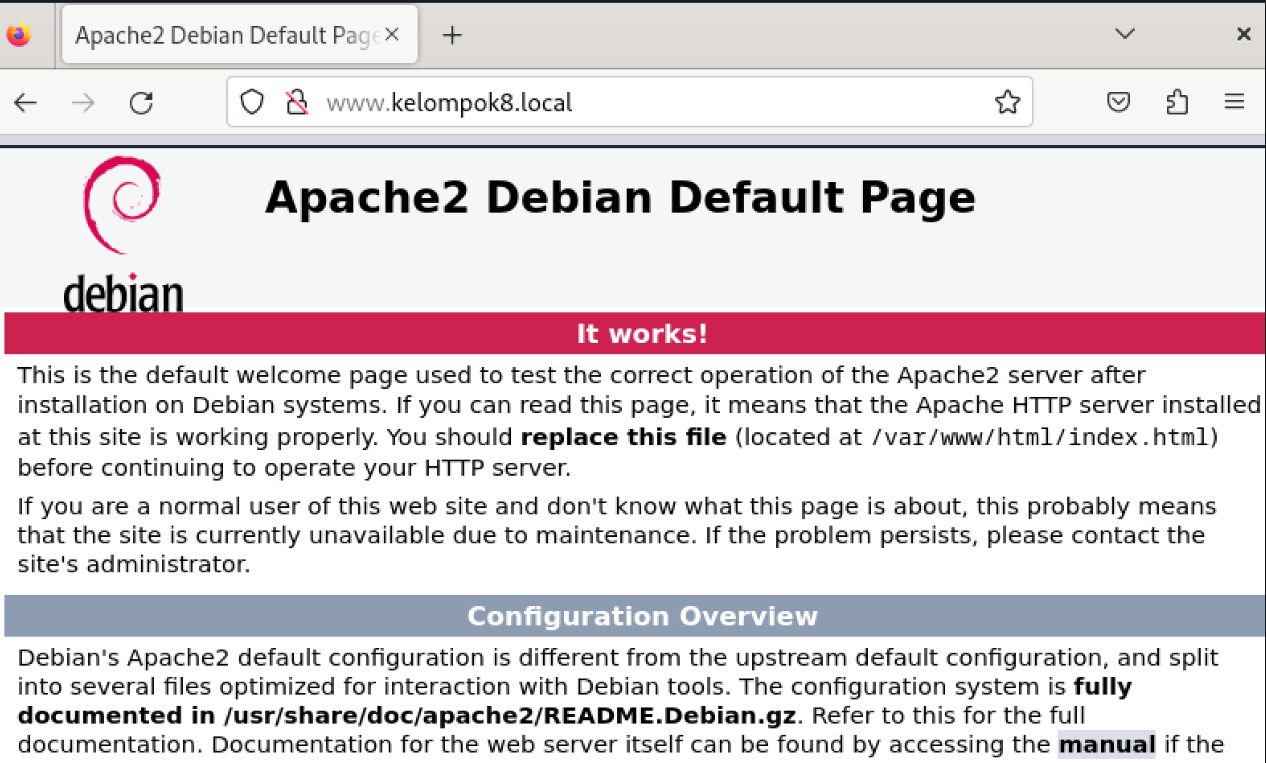 Apache2 Debian Default Page
www.kelompok8.local
debian
Apache2 Debian Default Page
It works!
This is the default welcome page used to test the correct operation of the Apache2 server after
installation on Debian systems. If you can read this page, it means that the Apache HTTP server installed
at this site is working properly. You should replace this file (located at /var/www/html/index.html)
before continuing to operate your HTTP server.
If you are a normal user of this web site and don't know what this page is about, this probably means
that the site is currently unavailable due to maintenance. If the problem persists, please contact the
site's administrator.
Configuration Overview
Debian's Apache2 default configuration is different from the upstream default configuration, and split
into several files optimized for interaction with Debian tools. The configuration system is fully
documented in /usr/share/doc/apache2/README.Debian.gz. Refer to this for the full
documentation. Documentation for the web server itself can be found by accessing the manual if the